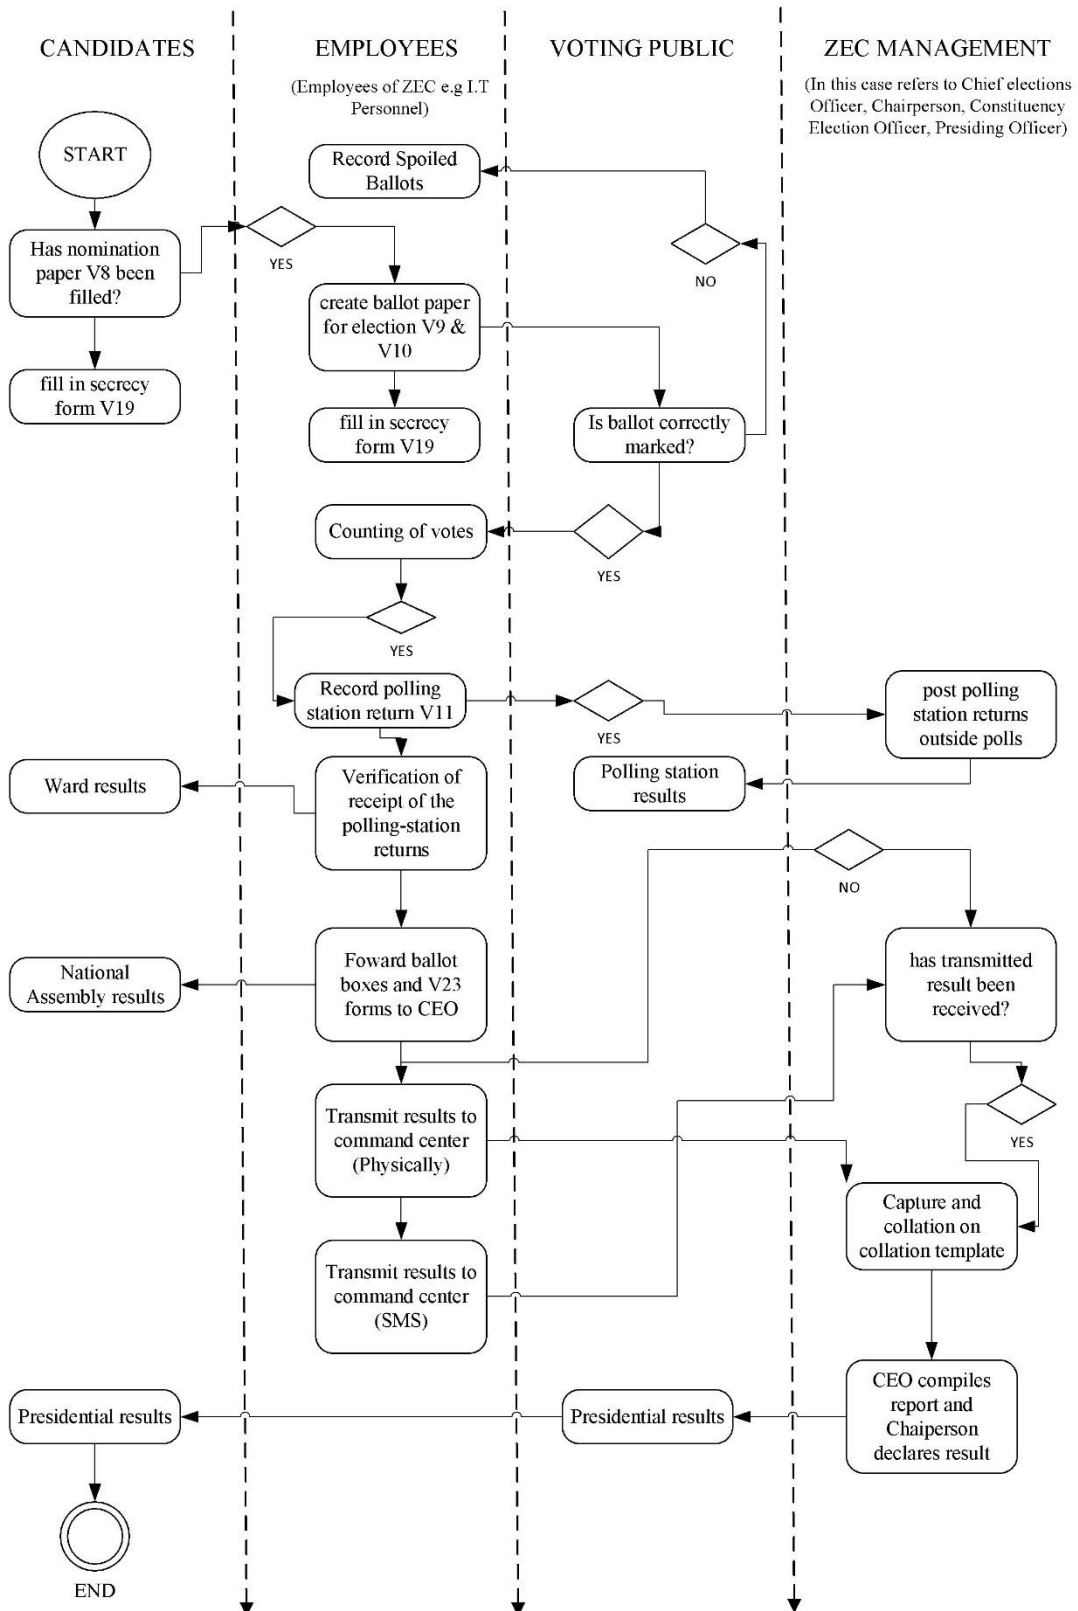 CANDIDATES
EMPLOYEES
VOTING PUBLIC
ZEC MANAGEMENT
(Employees of ZEC e.g I.T
Personnel)
(In this case refers to Chief elections
Officer, Chairperson, Constituency
Election Officer, Presiding Officer)
START
Record Spoiled
Ballots
Has nomination
paper V8 been
filled?
YES
NO
create ballot paper
for election V9 &
V10
fill in secrecy
form V19
fill in secrecy
form V19
Is ballot correctly
marked?
Counting of votes
YES
YES
Record polling
station return V11
YES
post polling
station returns
outside polls
Ward results
Verification of
receipt of the
polling-station
returns
Polling station
results
NO
National
Assembly results
Foward ballot
boxes and V23
forms to CEO
has transmitted
result been
received?
Transmit results to
command center
(Physically)
YES
Capture and
collation on
collation template
Transmit results to
command center
(SMS)
Presidential results
Presidential results
CEO compiles
report and
Chaiperson
declares result
END